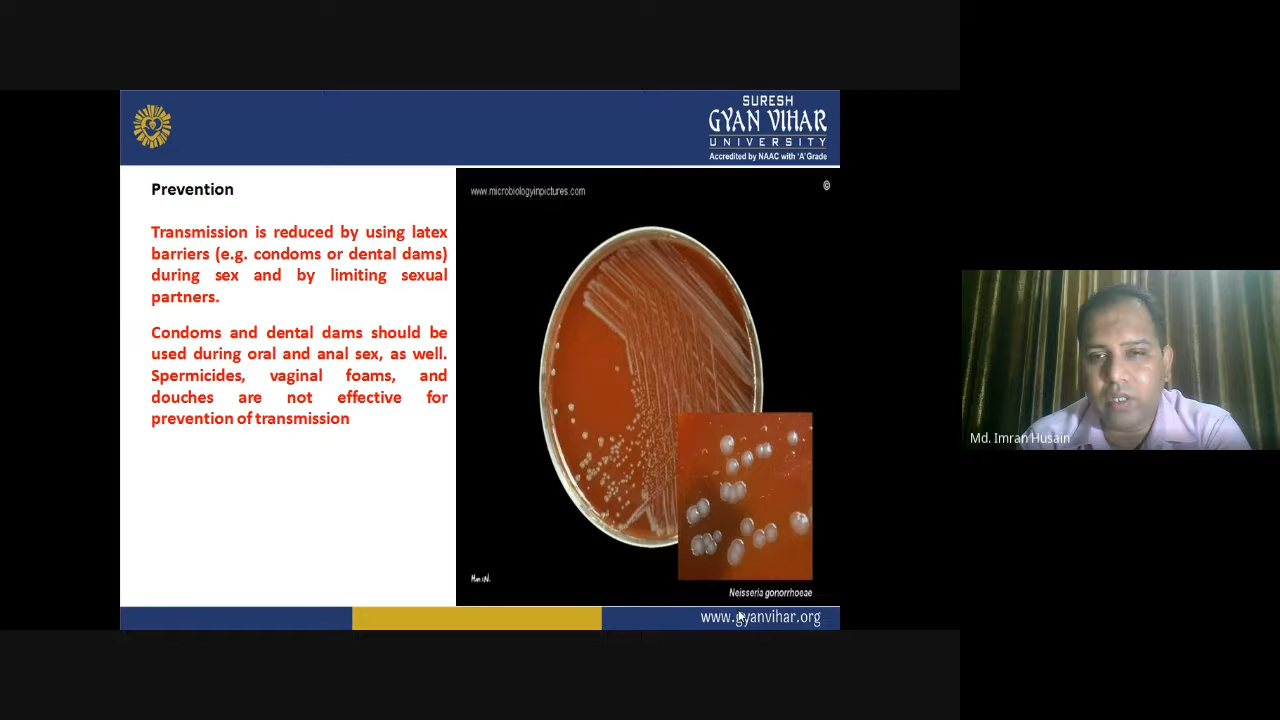 SURESH
GYAN VIHAR
UNIVERSITY
Accredited by NAAC with 'A' Grade
Prevention
Transmission is reduced by using latex
barriers (e.g. condoms or dental dams)
during sex and by limiting sexual
partners.
Condoms and dental dams should be
used during oral and anal sex, as well.
Spermicides, vaginal foams, and
douches are not effective for
prevention of transmission
www.microbiologyinpictures.com
©
Neisseria gonorrhoeae
www.gyanvihar.org
Md. Imran Husain